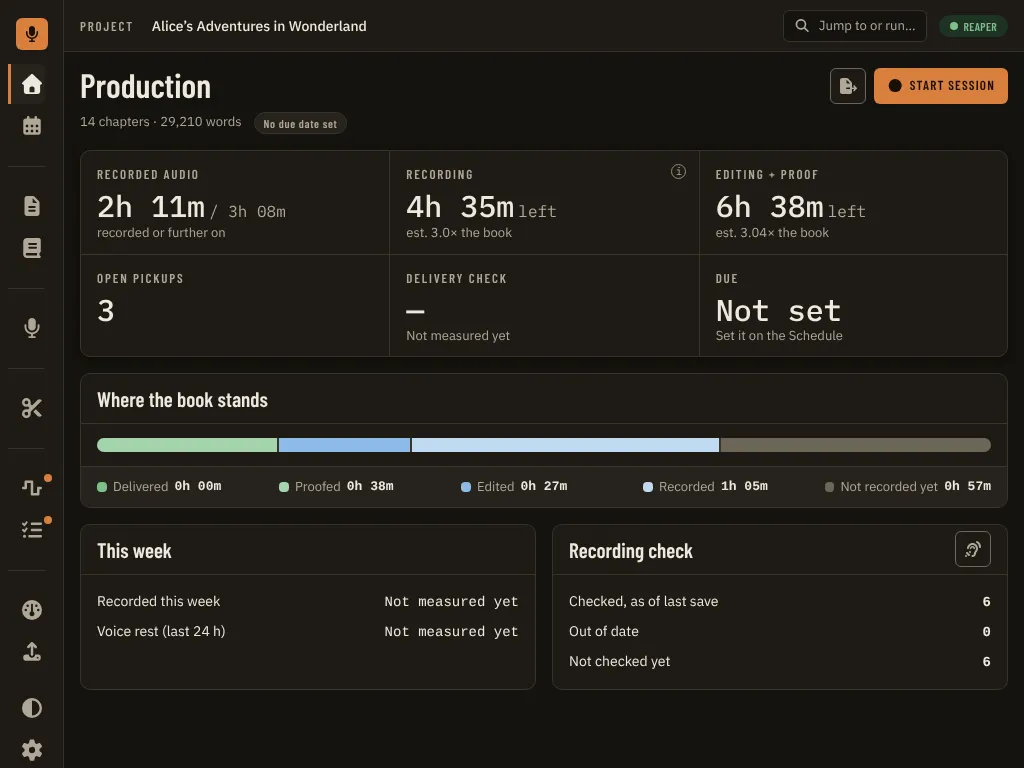 PROJECT Alice’s Adventures in Wonderland
Jump to or run...
REAPER
Production
START SESSION
14 chapters · 29,210 words
No due date set
RECORDED AUDIO
2h 11m / 3h 08m
recorded or further on
RECORDING
4h 35m left
est. 3.0× the book
EDITING + PROOF
6h 38m left
est. 3.04× the book
OPEN PICKUPS
3
DELIVERY CHECK
—
Not measured yet
DUE
Not set
Set it on the Schedule
Where the book stands
Delivered 0h 00m
Proofed 0h 38m
Edited 0h 27m
Recorded 1h 05m
Not recorded yet 0h 57m
This week
Recorded this week Not measured yet
Voice rest (last 24 h) Not measured yet
Recording check
Checked, as of last save 6
Out of date 0
Not checked yet 6